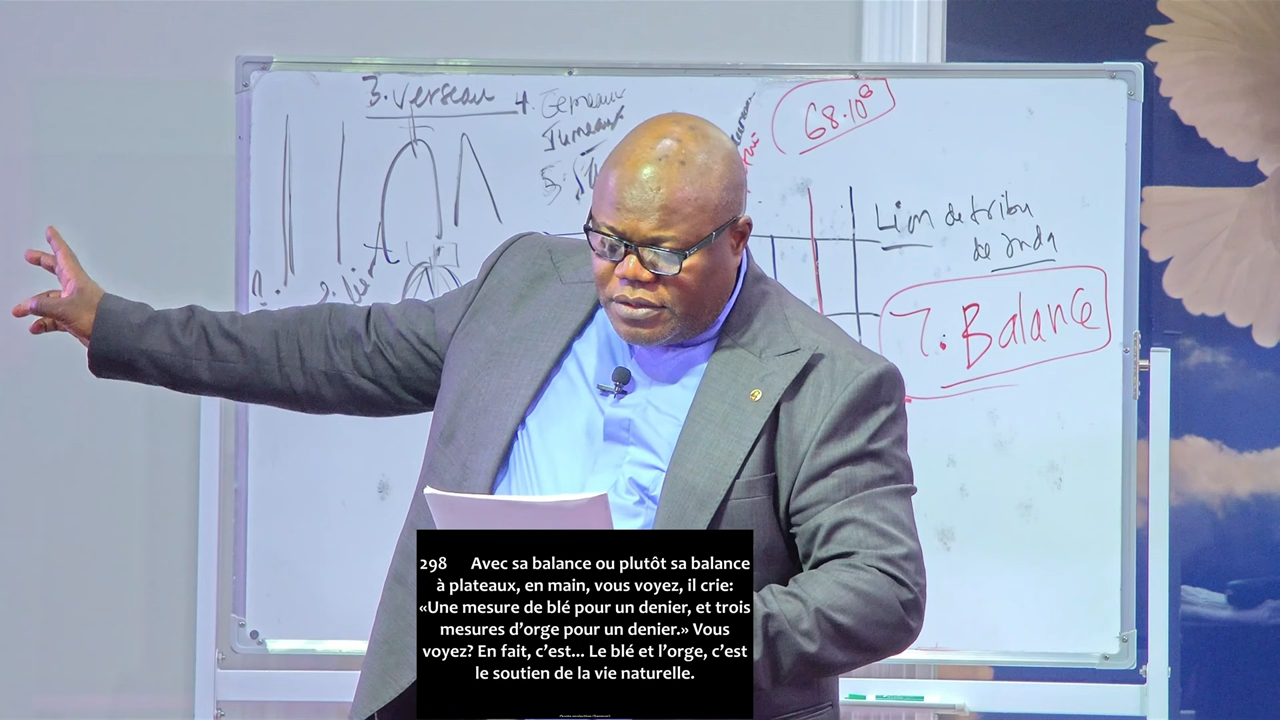 3. Verseau
4. Gemeaux
Jumeaux
5.
68.10⁸
Lion de tribu
de Juda
7. Balance
298 Avec sa balance ou plutôt sa balance
à plateaux, en main, vous voyez, il crie:
«Une mesure de blé pour un denier, et trois
mesures d’orge pour un denier.» Vous
voyez? En fait, c’est... Le blé et l’orge, c’est
le soutien de la vie naturelle.